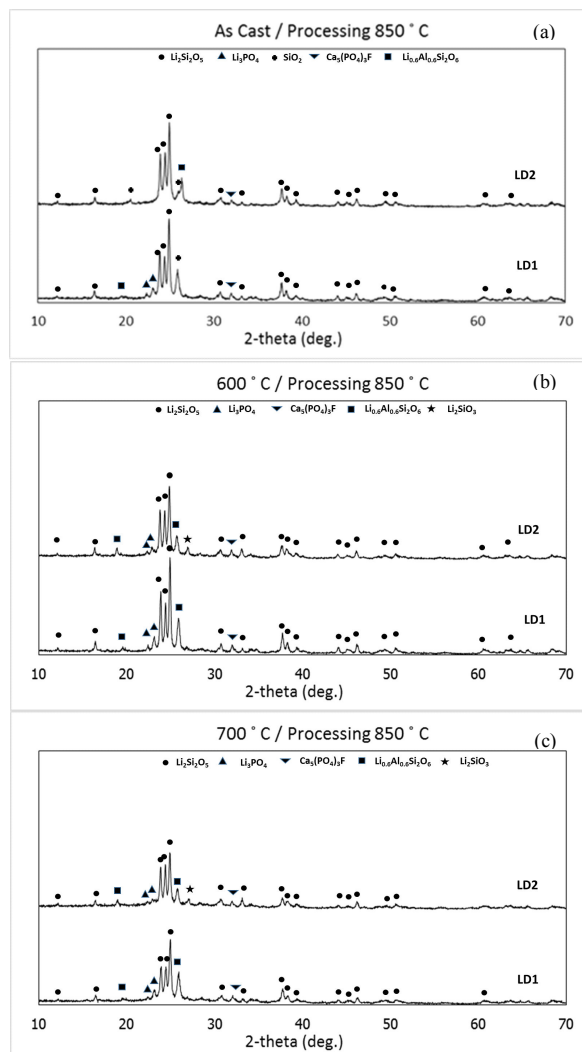 As Cast / Processing 850 ° C (a)
Li₂Si₂O₅ Li₃PO₄ SiO₂ Ca₅(PO₄)₃F Li₀.₆Al₀.₆Si₂O₆
LD2
LD1
10 20 30 40 50 60 70
2-theta (deg.)
600 ° C / Processing 850 ° C (b)
Li₂Si₂O₅ Li₃PO₄ Ca₅(PO₄)₃F Li₀.₆Al₀.₆Si₂O₆ Li₂SiO₃
LD2
LD1
10 20 30 40 50 60 70
2-theta (deg.)
700 ° C / Processing 850 ° C (c)
Li₂Si₂O₅ Li₃PO₄ Ca₅(PO₄)₃F Li₀.₆Al₀.₆Si₂O₆ Li₂SiO₃
LD2
LD1
10 20 30 40 50 60 70
2-theta (deg.)